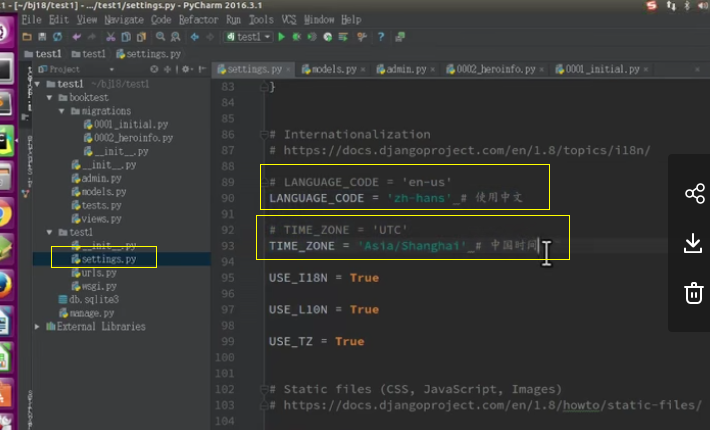 1 - [~/bj18/test1] - .../test1/settings.py - PyCharm 2016.3.1
File Edit View Navigate Code Refactor Run Tools VCS Window Help
test1
test1 test1 settings.py
Project
settings.py models.py admin.py 0002_heroinfo.py 0001_initial.py
test1 ~/bj18/test1
booktest
migrations
0001_initial.py
0002_heroinfo.py
__init__.py
__init__.py
admin.py
models.py
tests.py
views.py
test1
__init__.py
settings.py
urls.py
wsgi.py
db.sqlite3
manage.py
External Libraries
83 }
84
85
86 # Internationalization
87 # https://docs.djangoproject.com/en/1.8/topics/i18n/
88
89 # LANGUAGE_CODE = 'en-us'
90 LANGUAGE_CODE = 'zh-hans' # 使用中文
91
92 # TIME_ZONE = 'UTC'
93 TIME_ZONE = 'Asia/Shanghai' # 中国时间
94
95 USE_I18N = True
96
97 USE_L10N = True
98
99 USE_TZ = True
100
101
102 # Static files (CSS, JavaScript, Images)
103 # https://docs.djangoproject.com/en/1.8/howto/static-files/